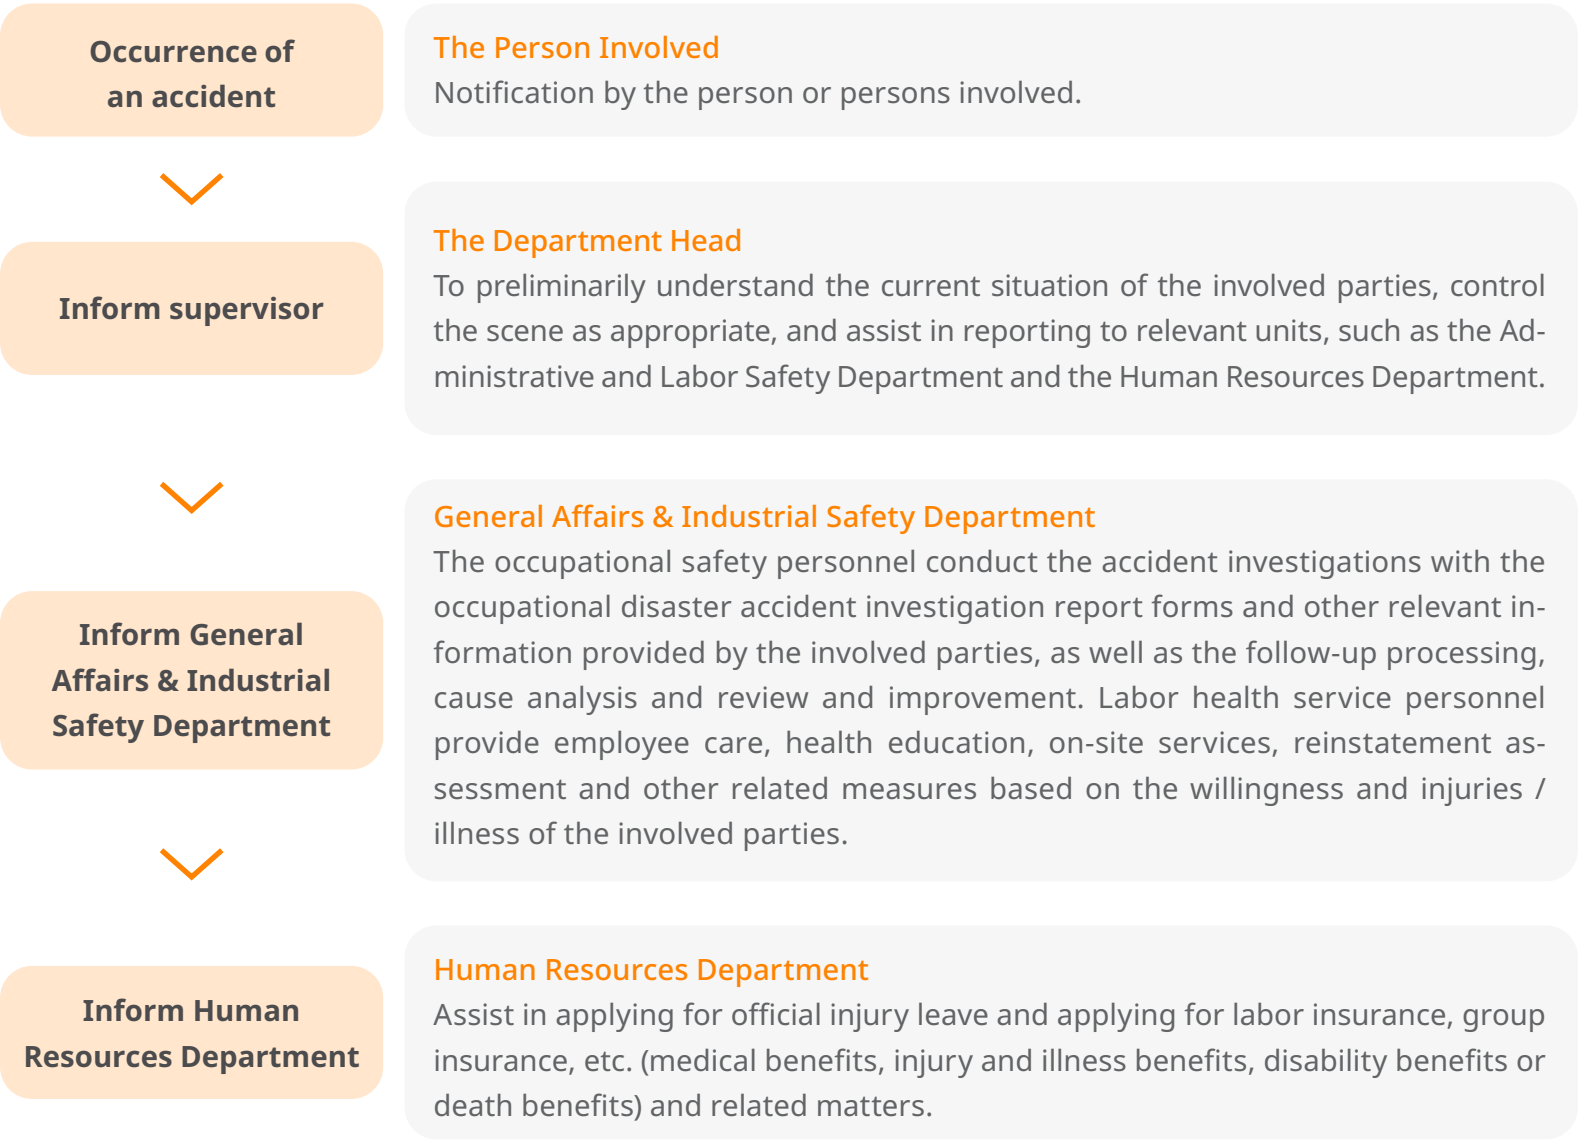 Occurrence of
an accident
The Person Involved
Notification by the person or persons involved.
Inform supervisor
The Department Head
To preliminarily understand the current situation of the involved parties, control
the scene as appropriate, and assist in reporting to relevant units, such as the Ad-
ministrative and Labor Safety Department and the Human Resources Department.
Inform General
Affairs & Industrial
Safety Department
General Affairs & Industrial Safety Department
The occupational safety personnel conduct the accident investigations with the
occupational disaster accident investigation report forms and other relevant in-
formation provided by the involved parties, as well as the follow-up processing,
cause analysis and review and improvement. Labor health service personnel
provide employee care, health education, on-site services, reinstatement as-
sessment and other related measures based on the willingness and injuries /
illness of the involved parties.
Inform Human
Resources Department
Human Resources Department
Assist in applying for official injury leave and applying for labor insurance, group
insurance, etc. (medical benefits, injury and illness benefits, disability benefits or
death benefits) and related matters.